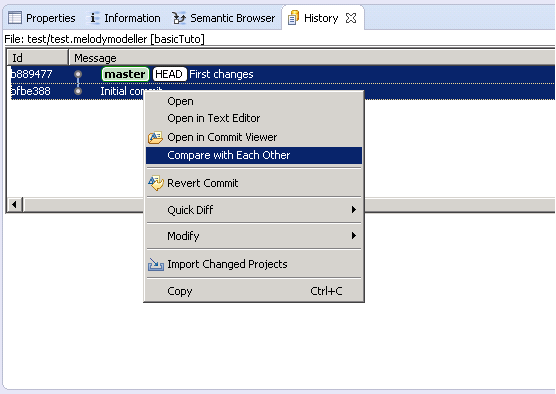 Properties Information Semantic Browser History
File: test/test.melodymodeller [basicTuto]
Id Message
b889477 master HEAD First changes
bfbe388 Initial commit
Open
Open in Text Editor
Open in Commit Viewer
Compare with Each Other
Revert Commit
Quick Diff
Modify
Import Changed Projects
Copy Ctrl+C